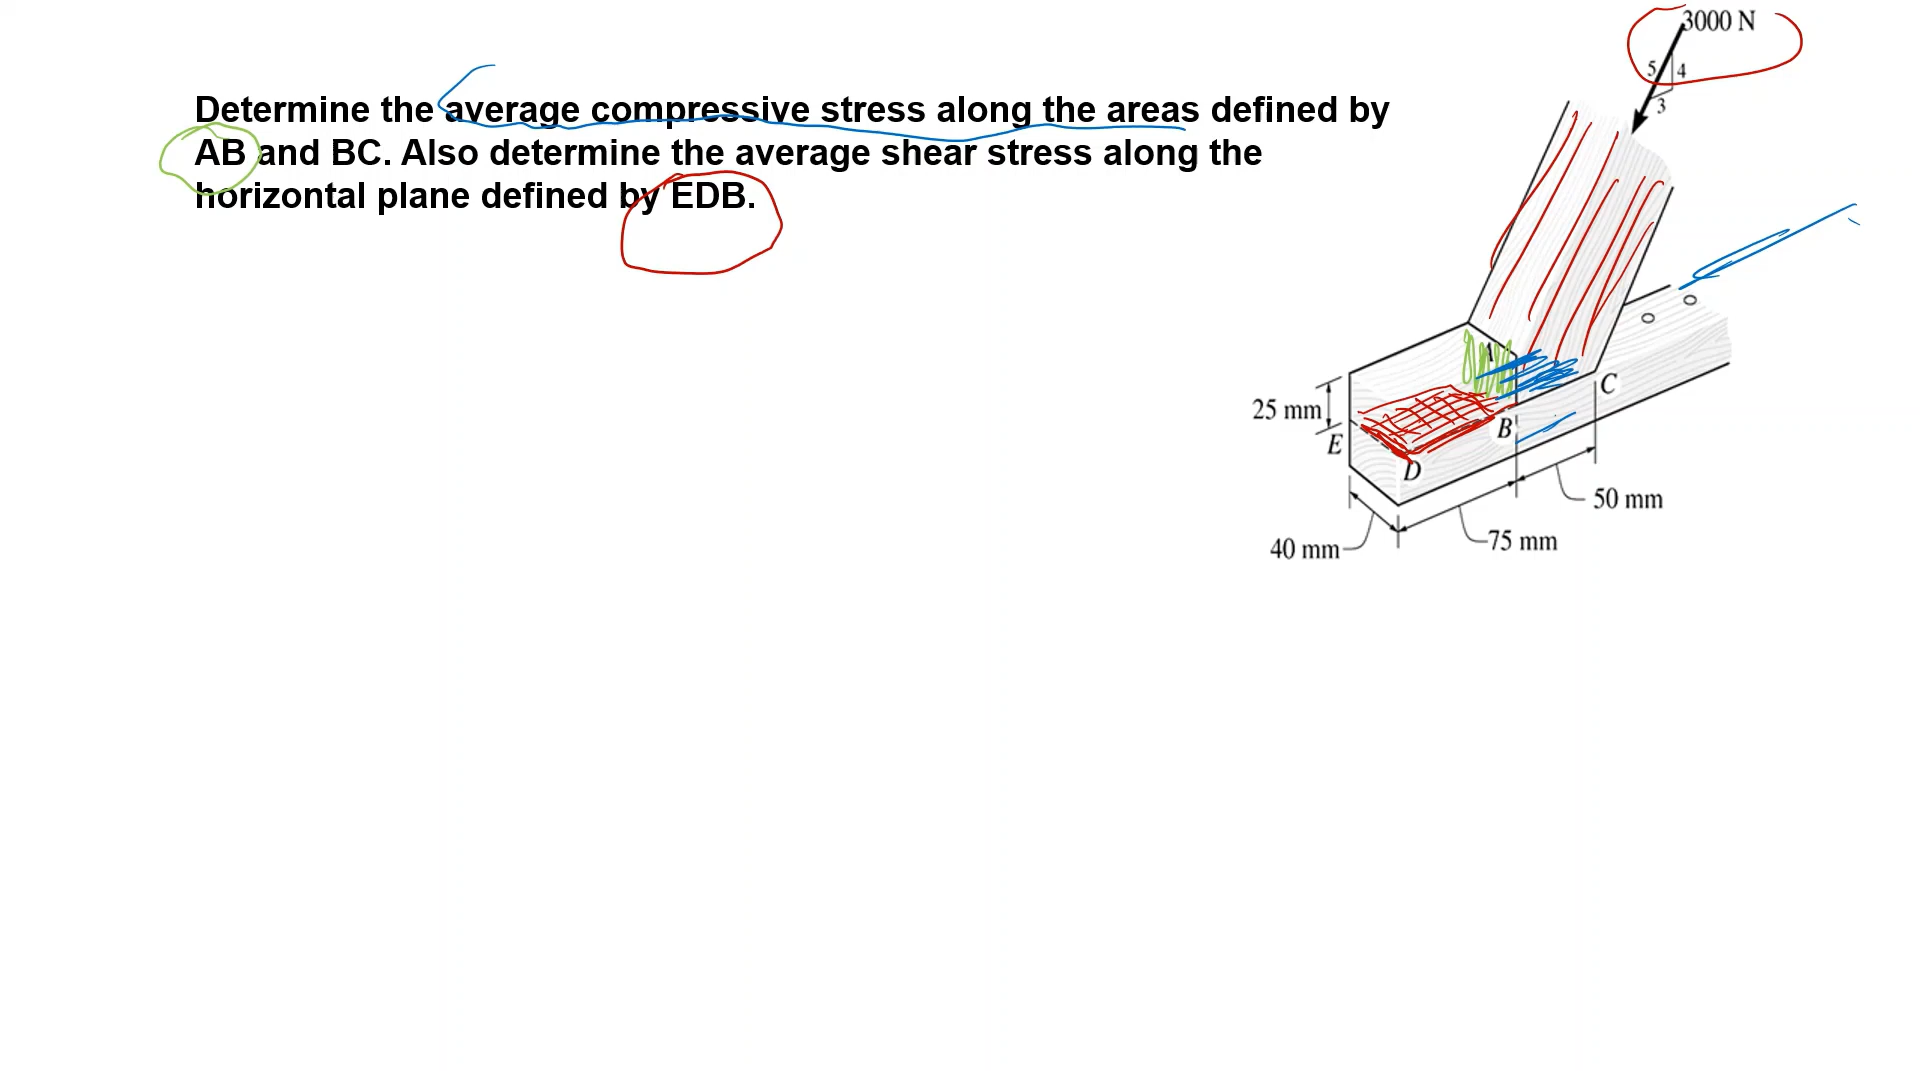 Determine the average compressive stress along the areas defined by
AB and BC. Also determine the average shear stress along the
horizontal plane defined by EDB.
3000 N
5
4
3
A
C
25 mm
B
E
D
50 mm
75 mm
40 mm